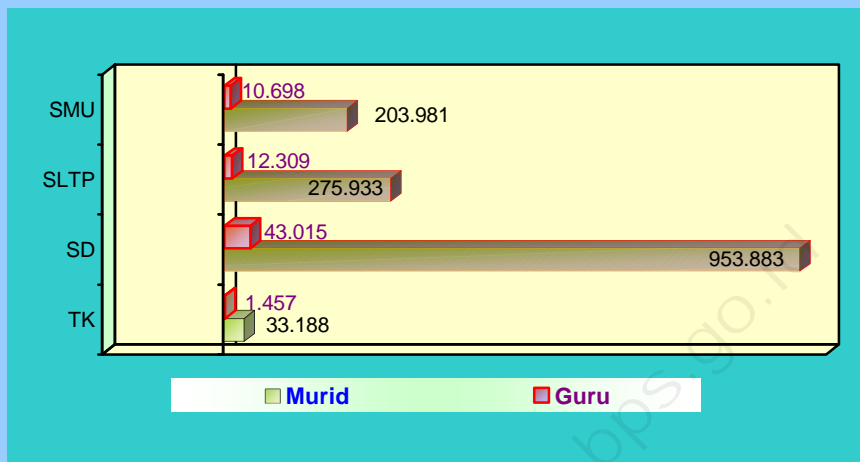 SMU
10.698
203.981
SLTP
12.309
275.933
SD
43.015
953.883
TK
1.457
33.188
Murid Guru
bps.go.id